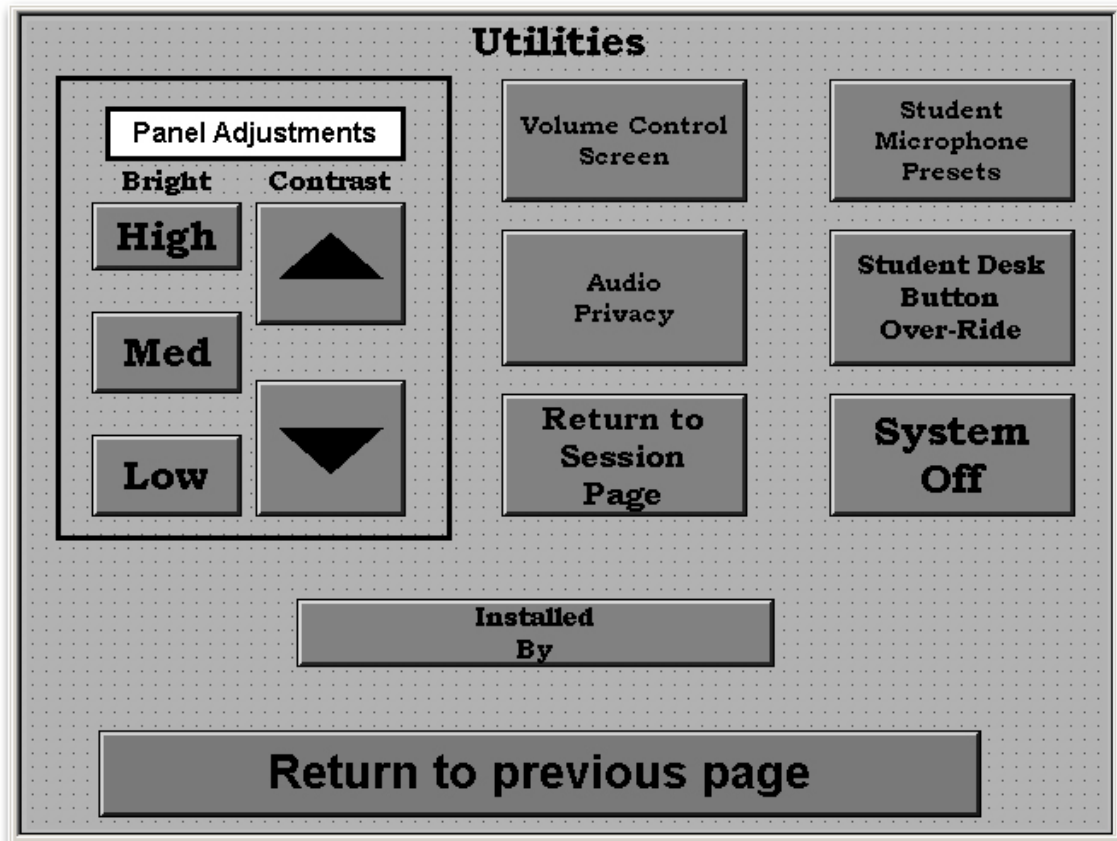 Utilities
Panel Adjustments
Bright
Contrast
High
Med
Low
Volume Control
Screen
Student
Microphone
Presets
Audio
Privacy
Student Desk
Button
Over-Ride
Return to
Session
Page
System
Off
Installed
By
Return to previous page